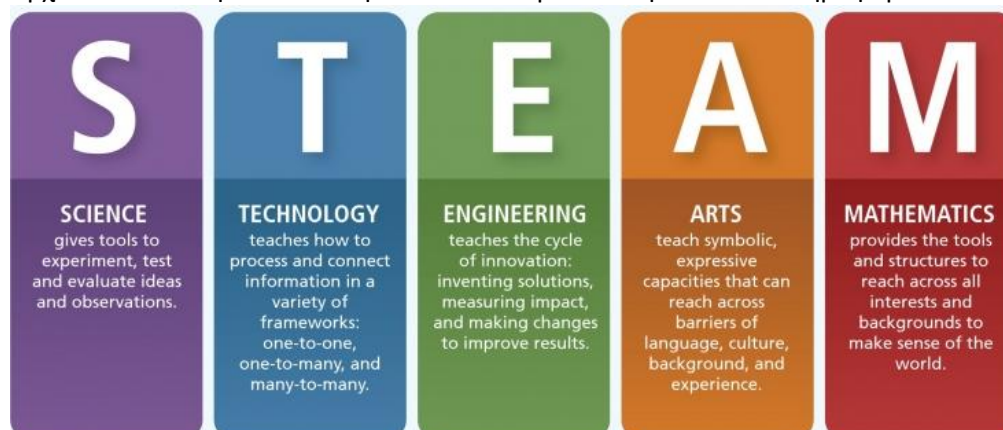 S
SCIENCE
gives tools to
experiment, test
and evaluate ideas
and observations.
T
TECHNOLOGY
teaches how to
process and connect
information in a
variety of
frameworks:
one-to-one,
one-to-many, and
many-to-many.
E
ENGINEERING
teaches the cycle
of innovation:
inventing solutions,
measuring impact,
and making changes
to improve results.
A
ARTS
teach symbolic,
expressive
capacities that can
reach across
barriers of
language, culture,
background, and
experience.
M
MATHEMATICS
provides the tools
and structures to
reach across all
interests and
backgrounds to
make sense of the
world.